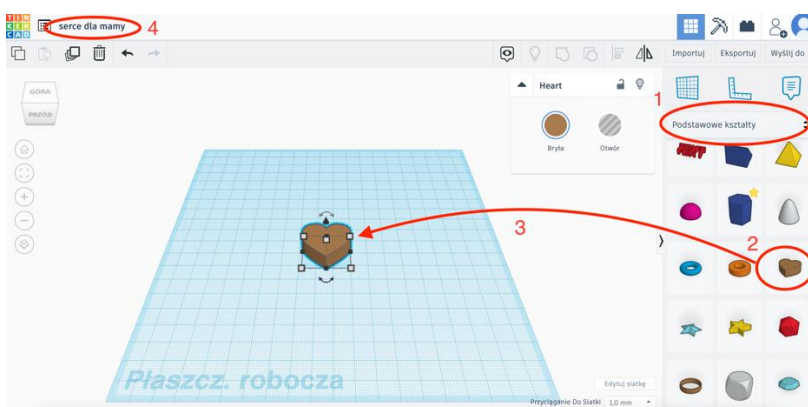 TIN
KER
CAD
serce dla mamy
4
Importuj
Eksportuj
Wyślij do
GÓRA
PRZÓD
Heart
Bryła
Otwór
1
Podstawowe kształty
TEXT
3
2
Płaszcz. robocza
Edytuj siatkę
Przyciąganie Do Siatki
1,0 mm